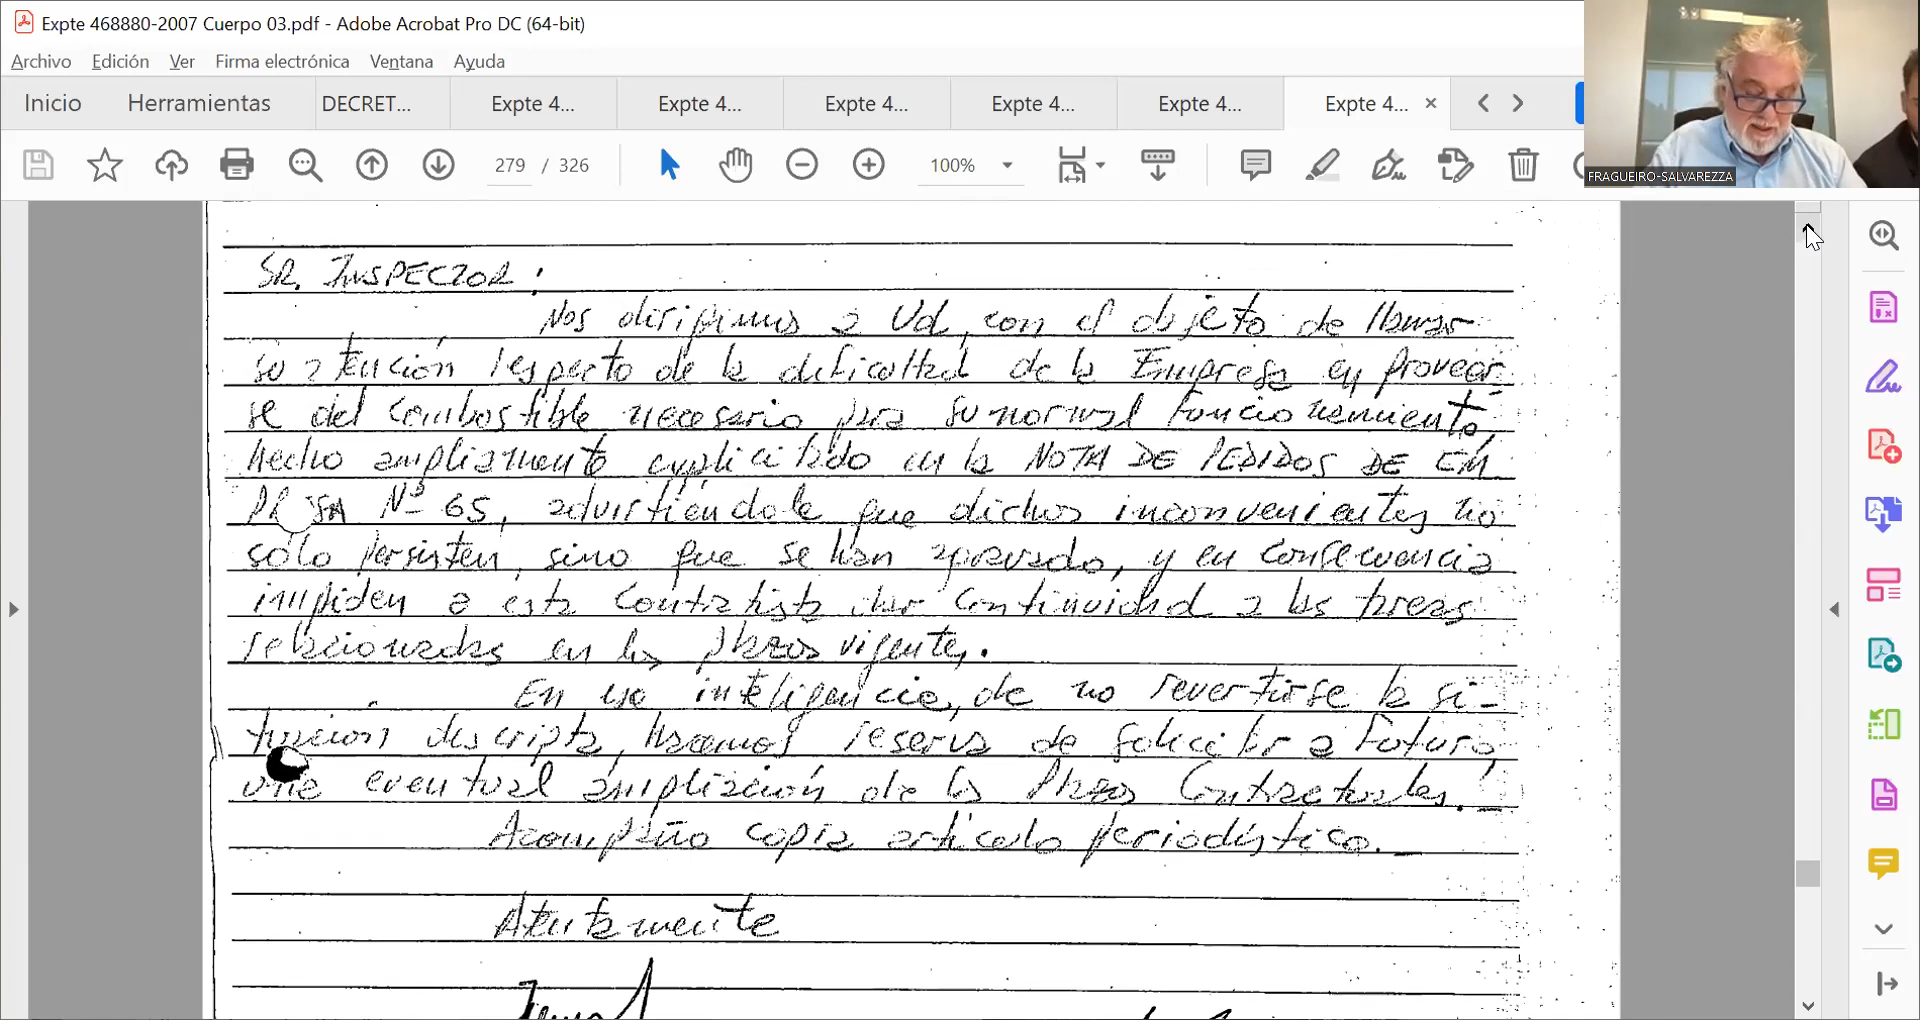 Expte 468880-2007 Cuerpo 03.pdf - Adobe Acrobat Pro DC (64-bit)
Archivo Edición Ver Firma electrónica Ventana Ayuda
Inicio Herramientas DECRET... Expte 4... Expte 4... Expte 4... Expte 4... Expte 4... Expte 4...
279 / 326 100%
FRAGUEIRO-SALVAREZZA
SR. INSPECTOR:
Nos dirigimos a Ud, con el objeto de llamar
su atención respecto de la dificultad de la Empresa en proveer
se del combustible necesario para su normal funcionamiento,
hecho ampliamente explicitado en la NOTA DE PEDIDOS DE EM
PRESA Nº 65, advirtiéndole que dichos inconvenientes no
sólo persisten, sino que se han agravado, y en consecuencia
impiden a esta Contratista dar continuidad a las tareas
relacionadas en los plazos vigentes.
En esa inteligencia, de no revertirse la si-
tuación descripta, hacemos reserva de solicitar a futuro,
una eventual ampliación de los Plazos Contractuales.-
Acompaño copia artículo periodístico.-
Atentamente